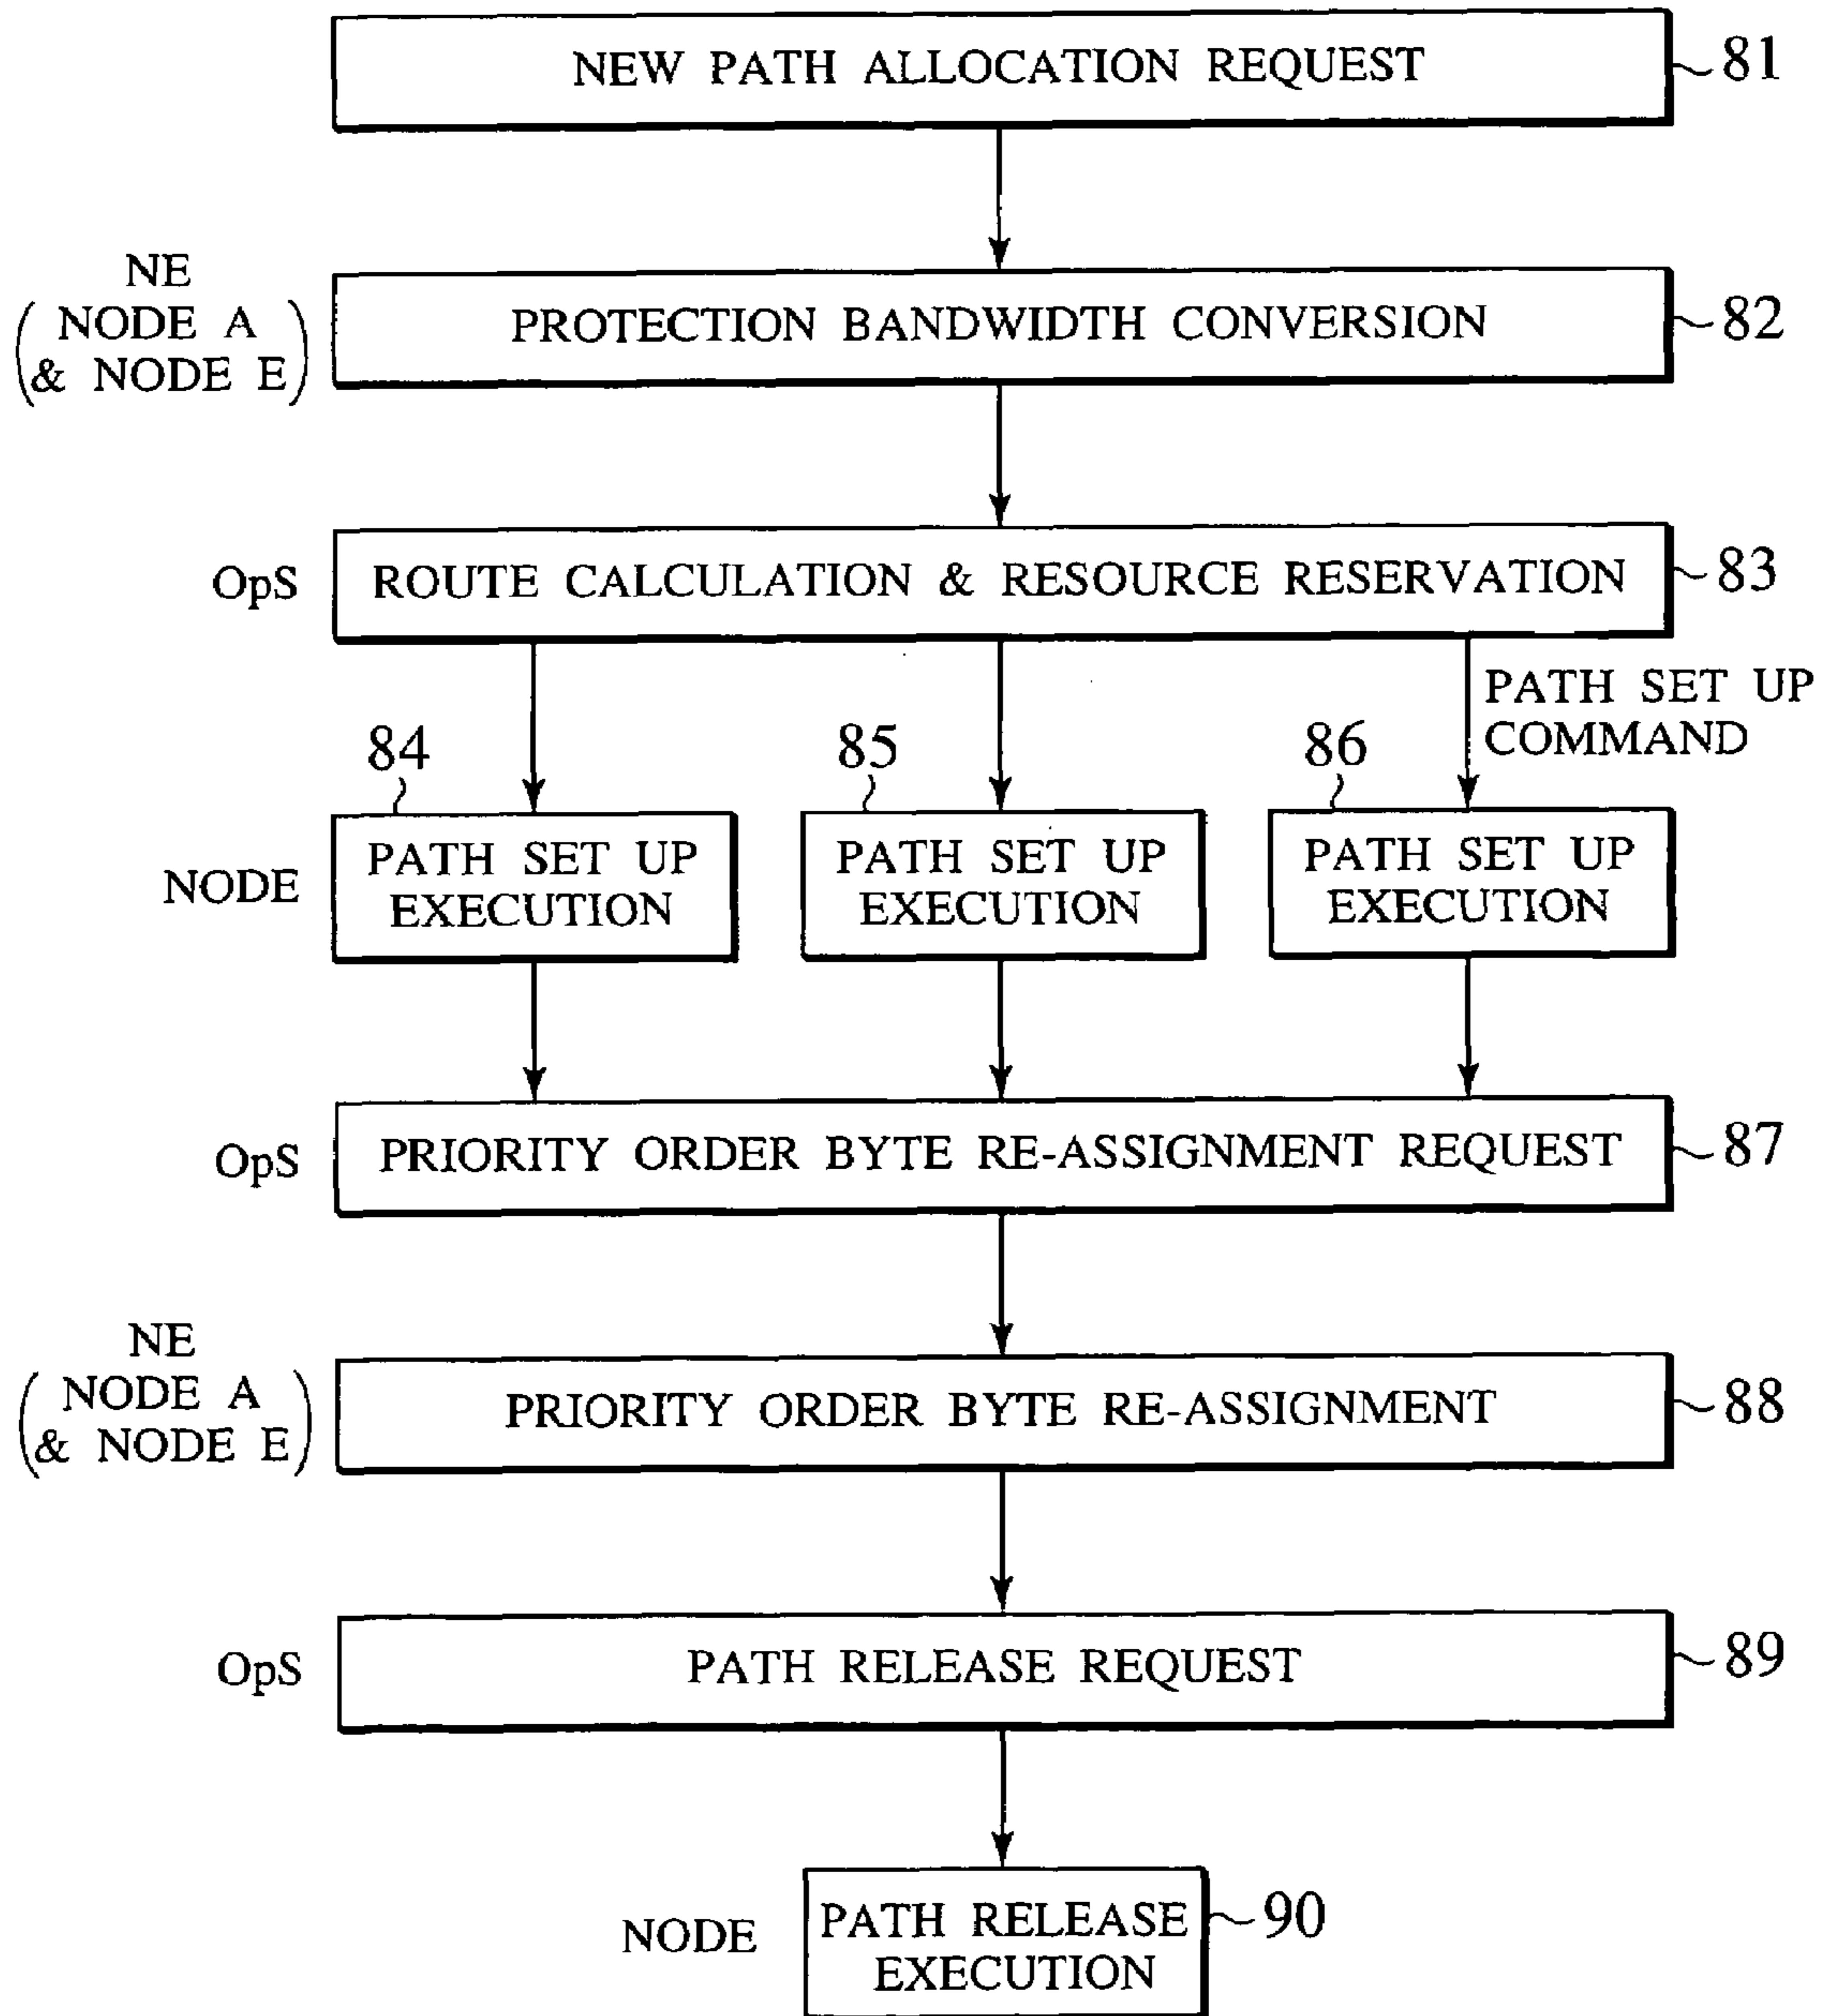 NEW PATH ALLOCATION REQUEST
81
NE
(NODE A
& NODE E)
PROTECTION BANDWIDTH CONVERSION
82
OpS
ROUTE CALCULATION & RESOURCE RESERVATION
83
PATH SET UP
COMMAND
84
85
86
NODE
PATH SET UP
EXECUTION
PATH SET UP
EXECUTION
PATH SET UP
EXECUTION
OpS
PRIORITY ORDER BYTE RE-ASSIGNMENT REQUEST
87
NE
(NODE A
& NODE E)
PRIORITY ORDER BYTE RE-ASSIGNMENT
88
OpS
PATH RELEASE REQUEST
89
NODE
PATH RELEASE
EXECUTION
90